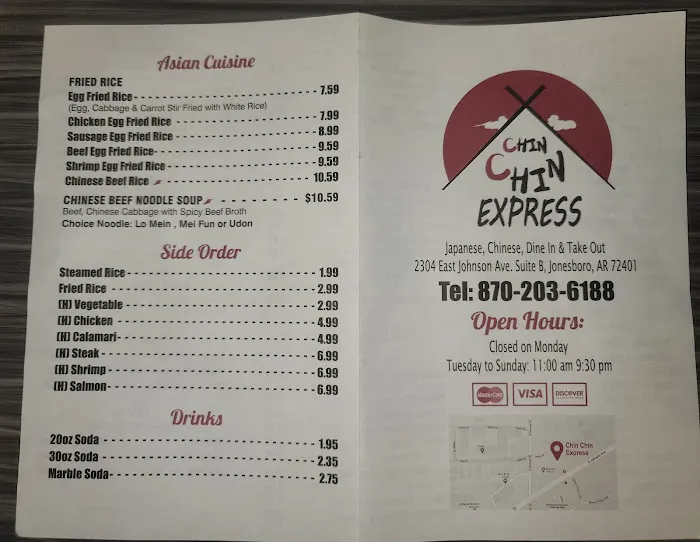 Asian Cuisine
FRIED RICE
Egg Fried Rice 7.59
(Egg, Cabbage & Carrot Stir Fried with White Rice)
Chicken Egg Fried Rice 7.99
Sausage Egg Fried Rice 8.99
Beef Egg Fried Rice 9.59
Shrimp Egg Fried Rice 9.59
Chinese Beef Rice 10.59
CHINESE BEEF NOODLE SOUP $10.59
Beef, Chinese Cabbage with Spicy Beef Broth
Choice Noodle: Lo Mein , Mei Fun or Udon
Side Order
Steamed Rice 1.99
Fried Rice 2.99
(H) Vegetable 2.99
(H) Chicken 4.99
(H) Calamari 4.99
(H) Steak 6.99
(H) Shrimp 6.99
(H) Salmon 6.99
Drinks
20oz Soda 1.95
30oz Soda 2.35
Marble Soda 2.75
CHIN
CHIN
EXPRESS
Japanese, Chinese, Dine In & Take Out
2304 East Johnson Ave. Suite B, Jonesboro, AR 72401
Tel: 870-203-6188
Open Hours:
Closed on Monday
Tuesday to Sunday: 11:00 am 9:30 pm
MasterCard VISA DISCOVER
Chin Chin
Express